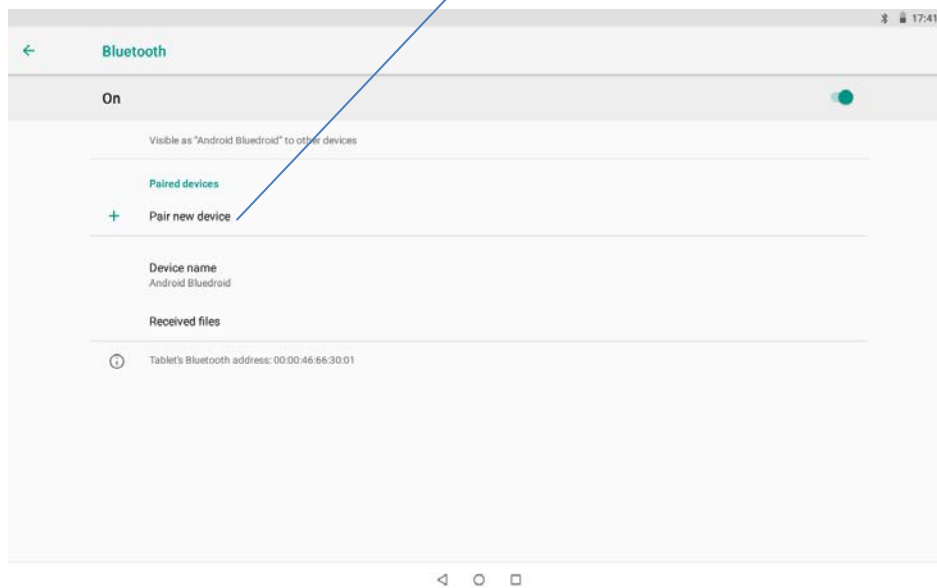 17:41
Bluetooth
On
Visible as "Android Bluedroid" to other devices
Paired devices
+ Pair new device
Device name
Android Bluedroid
Received files
Tablet's Bluetooth address: 00:00:46:66:30:01